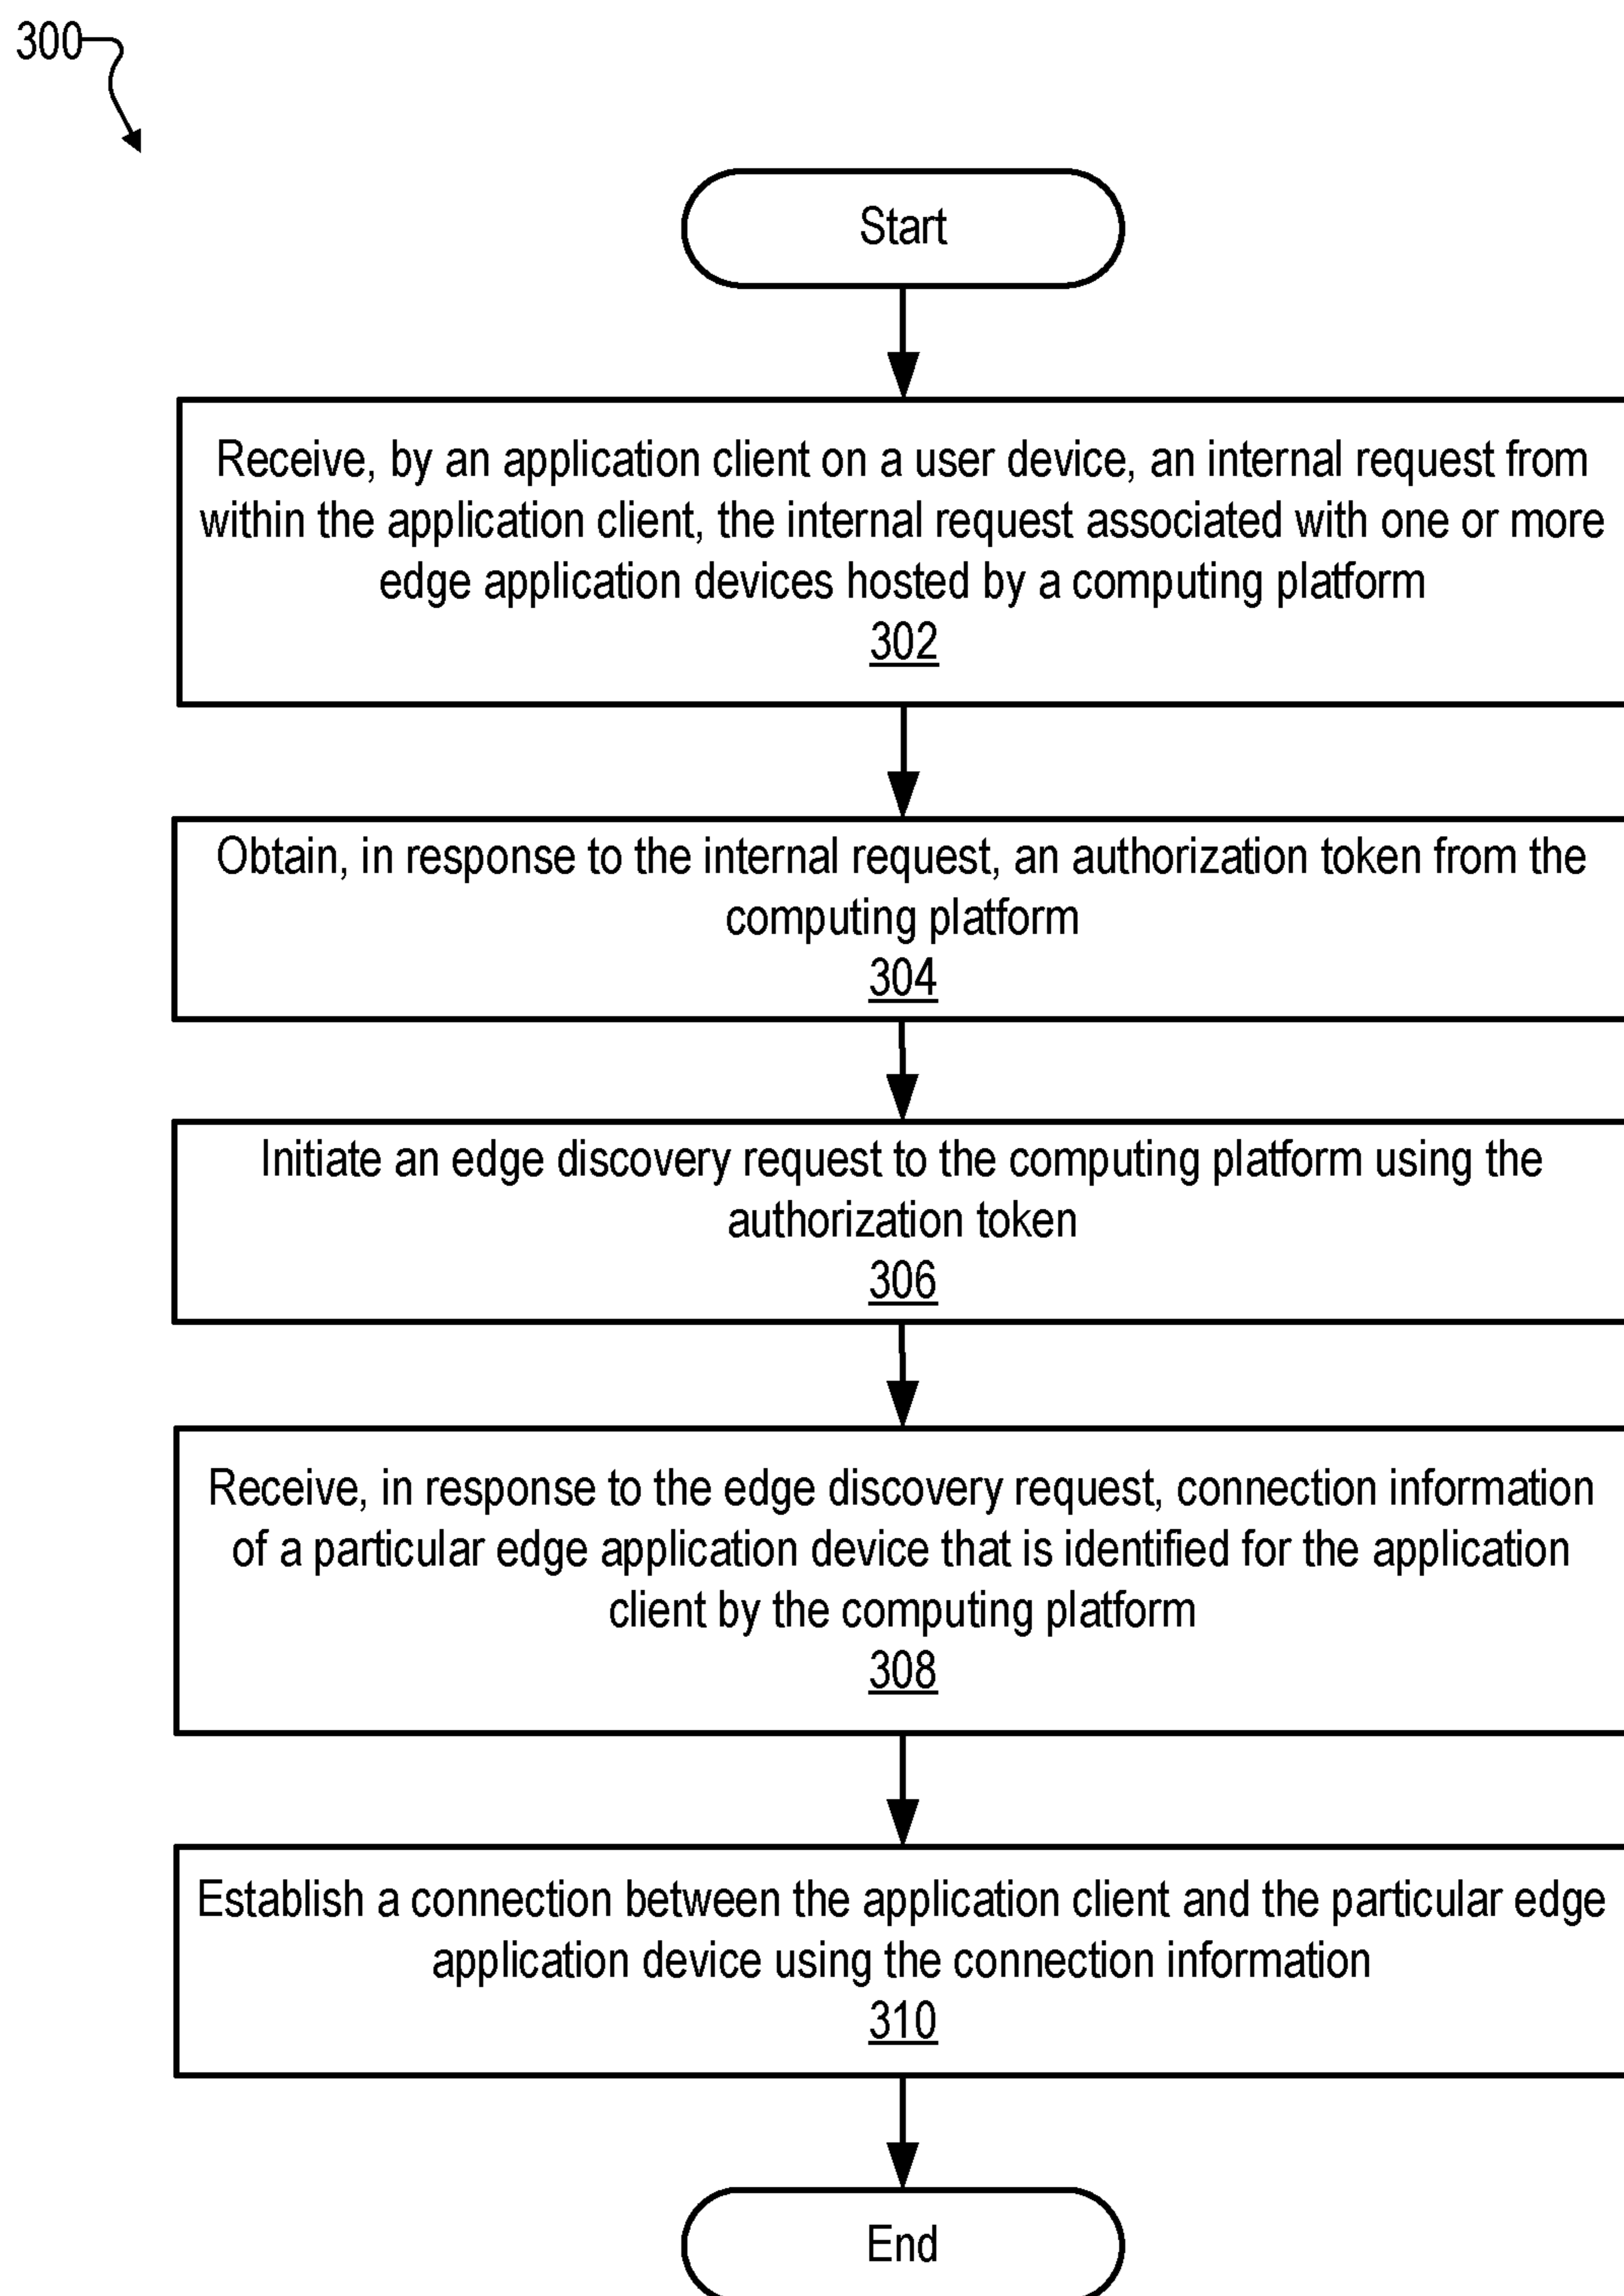 300
Start
Receive, by an application client on a user device, an internal request from
within the application client, the internal request associated with one or more
edge application devices hosted by a computing platform
302
Obtain, in response to the internal request, an authorization token from the
computing platform
304
Initiate an edge discovery request to the computing platform using the
authorization token
306
Receive, in response to the edge discovery request, connection information
of a particular edge application device that is identified for the application
client by the computing platform
308
Establish a connection between the application client and the particular edge
application device using the connection information
310
End